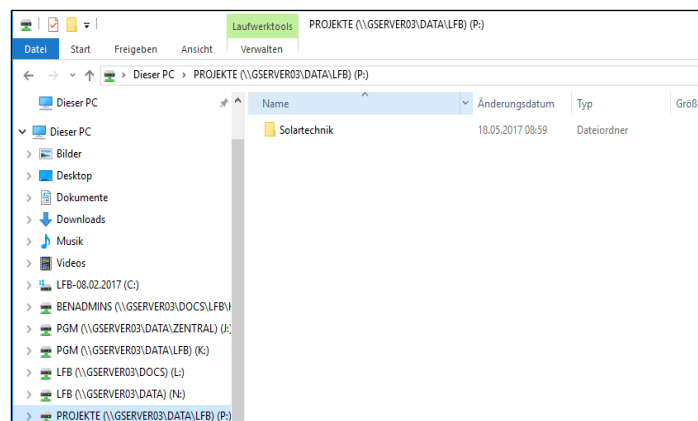 Laufwerktools PROJEKTE (\\GSERVER03\DATA\LFB) (P:)
Datei Start Freigeben Ansicht Verwalten
Dieser PC › PROJEKTE (\\GSERVER03\DATA\LFB) (P:)
Dieser PC
Dieser PC
Bilder
Desktop
Dokumente
Downloads
Musik
Videos
LFB-08.02.2017 (C:)
BENADMINS (\\GSERVER03\DOCS\LFB\
PGM (\\GSERVER03\DATA\ZENTRAL) (J:)
PGM (\\GSERVER03\DATA\LFB) (K:)
LFB (\\GSERVER03\DOCS) (L:)
LFB (\\GSERVER03\DATA) (N:)
PROJEKTE (\\GSERVER03\DATA\LFB) (P:)
Name Änderungsdatum Typ Größ
Solartechnik 18.05.2017 08:59 Dateiordner